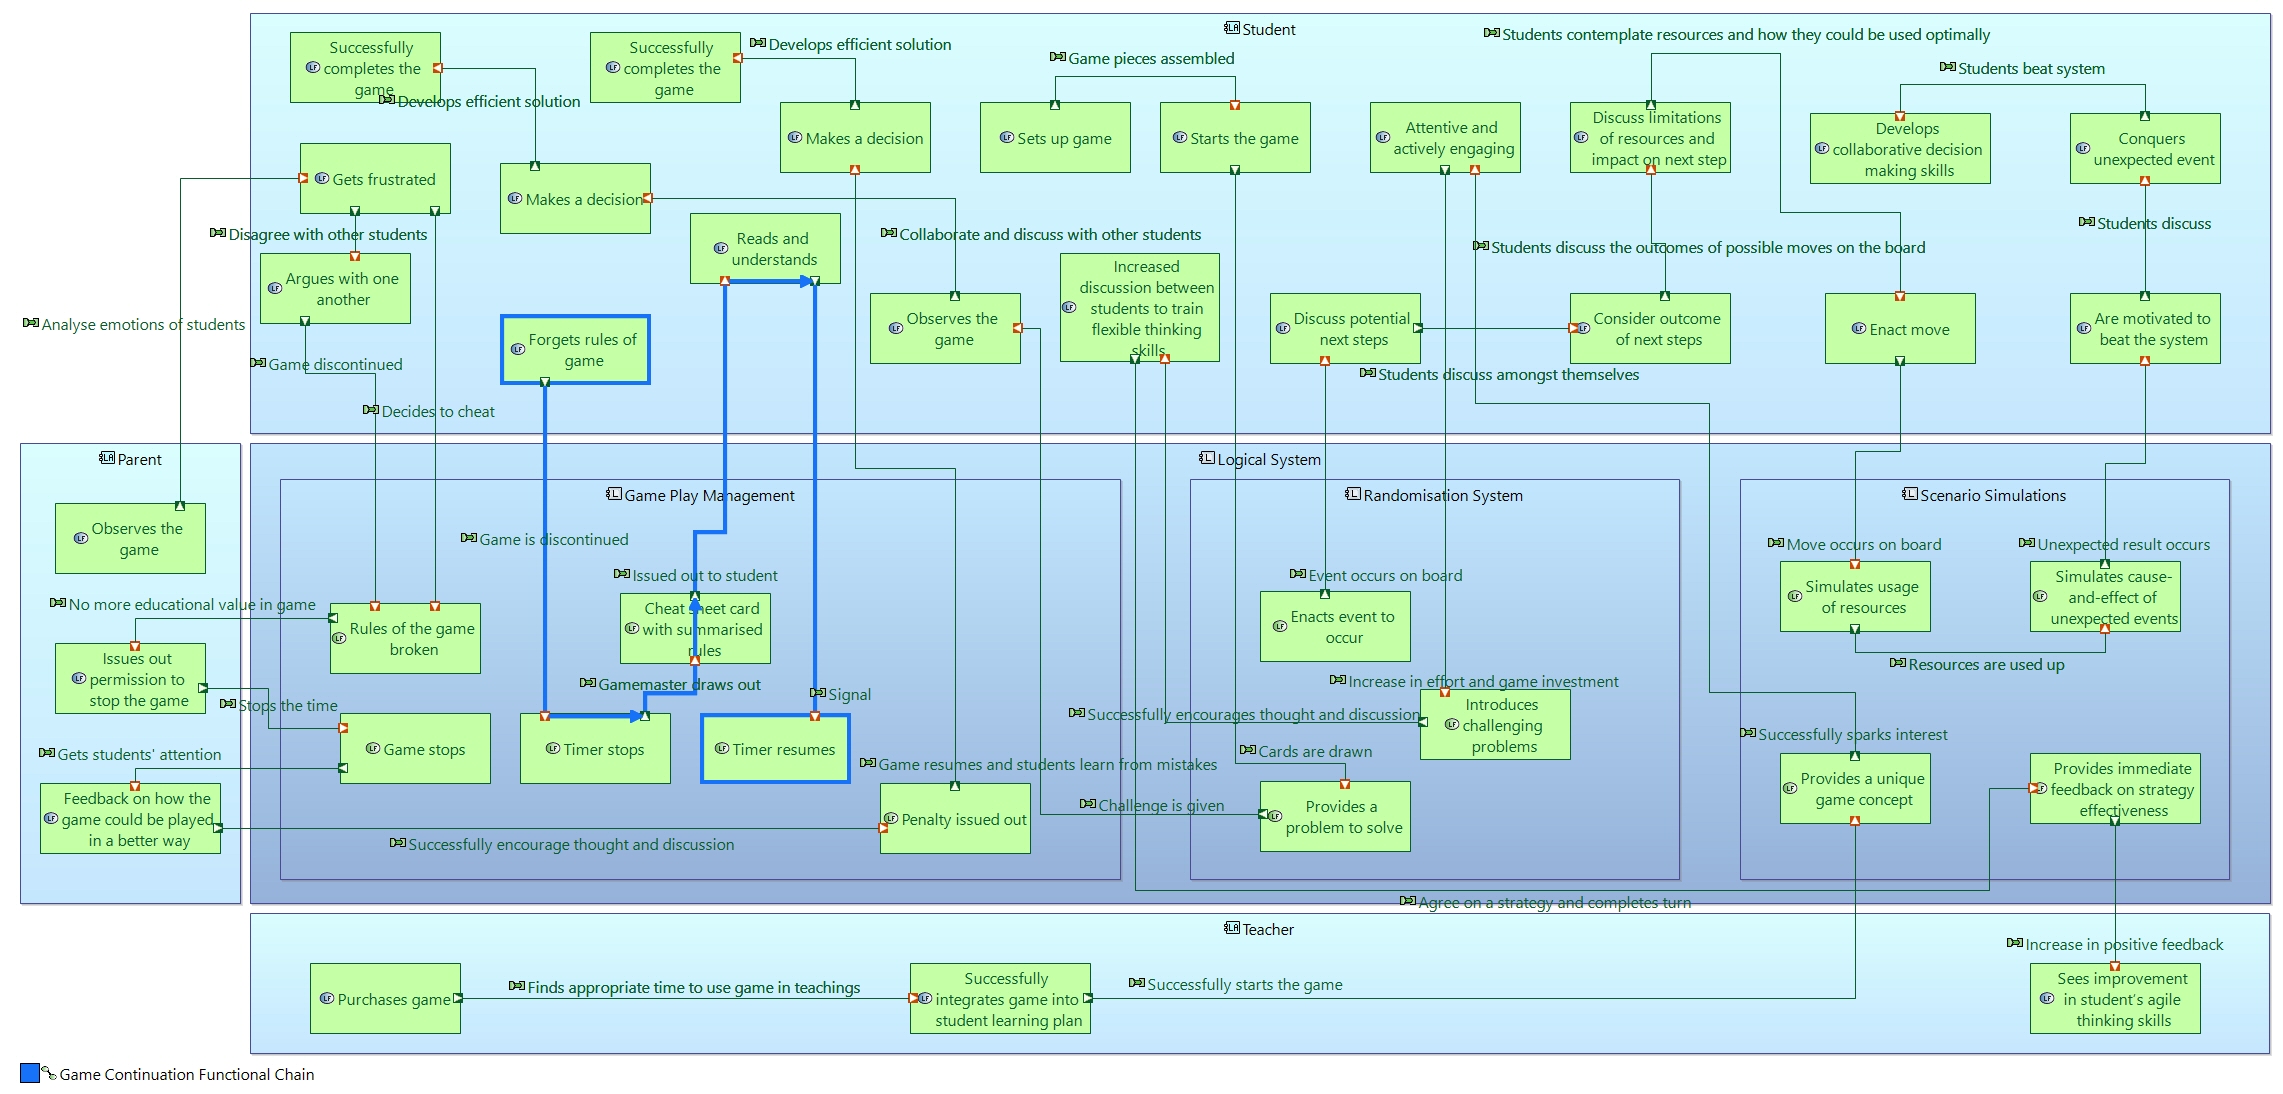 Student
Successfully
completes the
game
Develops efficient solution
Successfully
completes the
game
Develops efficient solution
Makes a decision
Game pieces assembled
Sets up game
Starts the game
Attentive and
actively engaging
Students contemplate resources and how they could be used optimally
Discuss limitations
of resources and
impact on next step
Students beat system
Develops
collaborative decision
making skills
Conquers
unexpected event
Gets frustrated
Makes a decision
Disagree with other students
Reads and
understands
Collaborate and discuss with other students
Students discuss the outcomes of possible moves on the board
Students discuss
Argues with one
another
Increased
discussion between
students to train
flexible thinking
skills
Analyse emotions of students
Forgets rules of
game
Observes the
game
Discuss potential
next steps
Consider outcome
of next steps
Enact move
Are motivated to
beat the system
Game discontinued
Students discuss amongst themselves
Decides to cheat
Parent
Logical System
Game Play Management
Randomisation System
Scenario Simulations
Observes the
game
Game is discontinued
Move occurs on board
Unexpected result occurs
Issued out to student
Event occurs on board
No more educational value in game
Rules of the game
broken
Cheat sheet card
with summarised
rules
Enacts event to
occur
Simulates usage
of resources
Simulates cause-
and-effect of
unexpected events
Issues out
permission to
stop the game
Resources are used up
Gamemaster draws out
Signal
Increase in effort and game investment
Stops the time
Successfully encourages thought and discussion
Introduces
challenging
problems
Game stops
Timer stops
Timer resumes
Successfully sparks interest
Gets students' attention
Game resumes and students learn from mistakes
Cards are drawn
Feedback on how the
game could be played
in a better way
Penalty issued out
Challenge is given
Provides a
problem to solve
Provides a unique
game concept
Provides immediate
feedback on strategy
effectiveness
Successfully encourage thought and discussion
Agree on a strategy and completes turn
Teacher
Increase in positive feedback
Purchases game
Finds appropriate time to use game in teachings
Successfully
integrates game into
student learning plan
Successfully starts the game
Sees improvement
in student's agile
thinking skills
Game Continuation Functional Chain